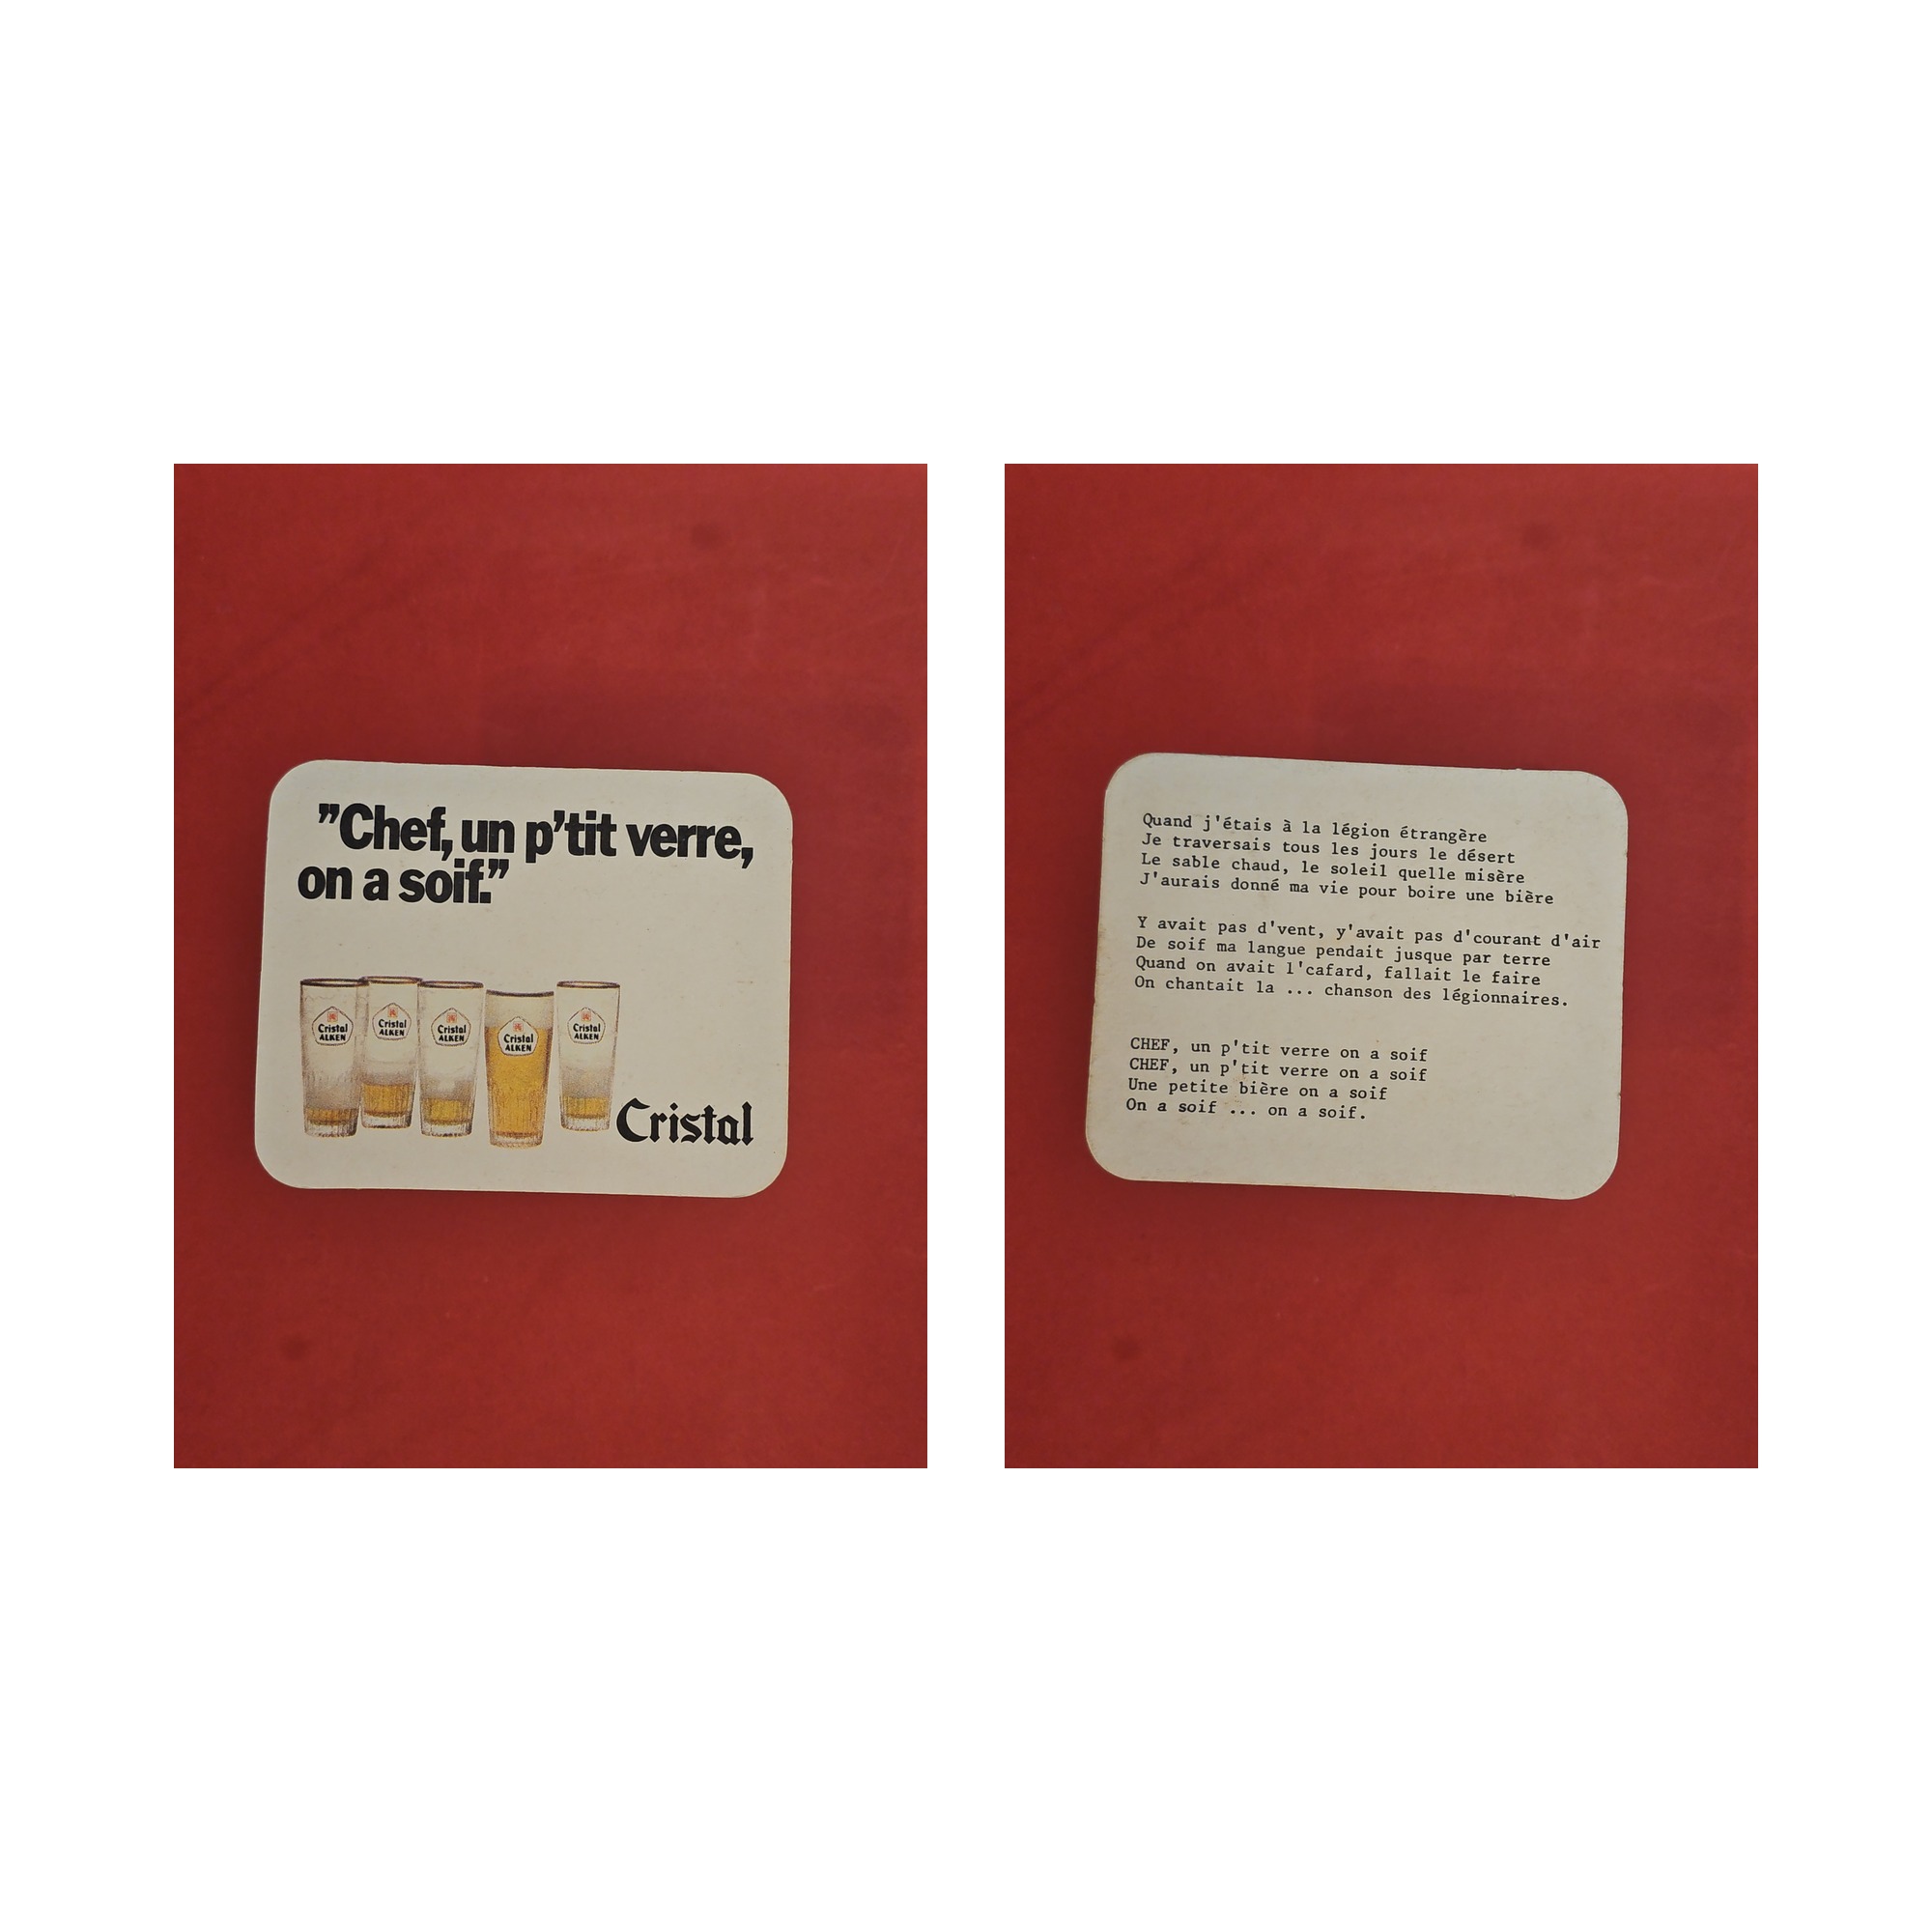 ”Chef, un p’tit verre,
on a soif.”
Cristal
ALKEN
Cristal
ALKEN
Cristal
ALKEN
Cristal
ALKEN
Cristal
ALKEN
Cristal
Quand j'étais à la légion étrangère
Je traversais tous les jours le désert
Le sable chaud, le soleil quelle misère
J'aurais donné ma vie pour boire une bière
Y avait pas d'vent, y'avait pas d'courant d'air
De soif ma langue pendait jusque par terre
Quand on avait l'cafard, fallait le faire
On chantait la ... chanson des légionnaires.
CHEF, un p'tit verre on a soif
CHEF, un p'tit verre on a soif
Une petite bière on a soif
On a soif ... on a soif.